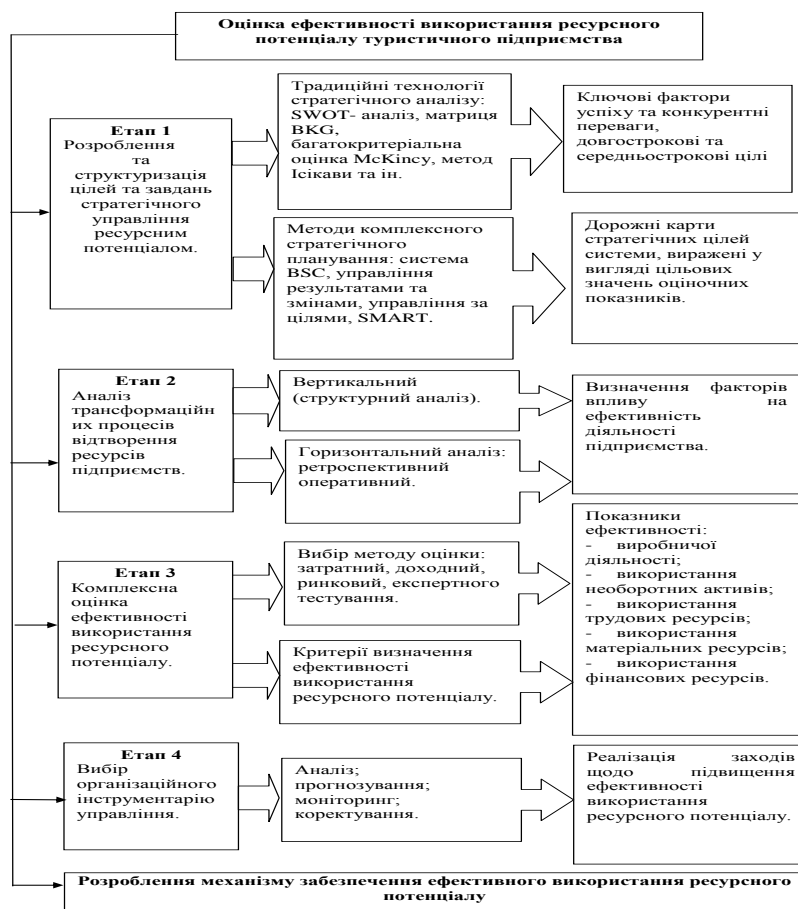 Оцінка ефективності використання ресурсного
потенціалу туристичного підприємства
Етап 1
Розроблення
та
структуризація
цілей та завдань
стратегічного
управління
ресурсним
потенціалом.
Традиційні технології
стратегічного аналізу:
SWOT- аналіз, матриця
BKG,
багатокритеріальна
оцінка McKincy, метод
Ісікави та ін.
Ключові фактори
успіху та конкурентні
переваги,
довгострокові та
середньострокові цілі
Методи комплексного
стратегічного
планування: система
BSC, управління
результатами та
змінами, управління за
цілями, SMART.
Дорожні карти
стратегічних цілей
системи, виражені у
вигляді цільових
значень оціночних
показників.
Етап 2
Аналіз
трансформаційн
их процесів
відтворення
ресурсів
підприємств.
Вертикальний
(структурний аналіз).
Горизонтальний аналіз:
ретроспективний
оперативний.
Визначення факторів
впливу на
ефективність
діяльності
підприємства.
Етап 3
Комплексна
оцінка
ефективності
використання
ресурсного
потенціалу.
Вибір методу оцінки:
затратний, доходний,
ринковий, експертного
тестування.
Критерії визначення
ефективності
використання
ресурсного потенціалу.
Показники
ефективності:
- виробничої
діяльності;
- використання
необоротних активів;
- використання
трудових ресурсів;
- використання
матеріальних ресурсів;
- використання
фінансових ресурсів.
Етап 4
Вибір
організаційного
інструментарію
управління.
Аналіз;
прогнозування;
моніторинг;
коректування.
Реалізація заходів
щодо підвищення
ефективності
використання
ресурсного потенціалу.
Розроблення механізму забезпечення ефективного використання ресурсного
потенціалу